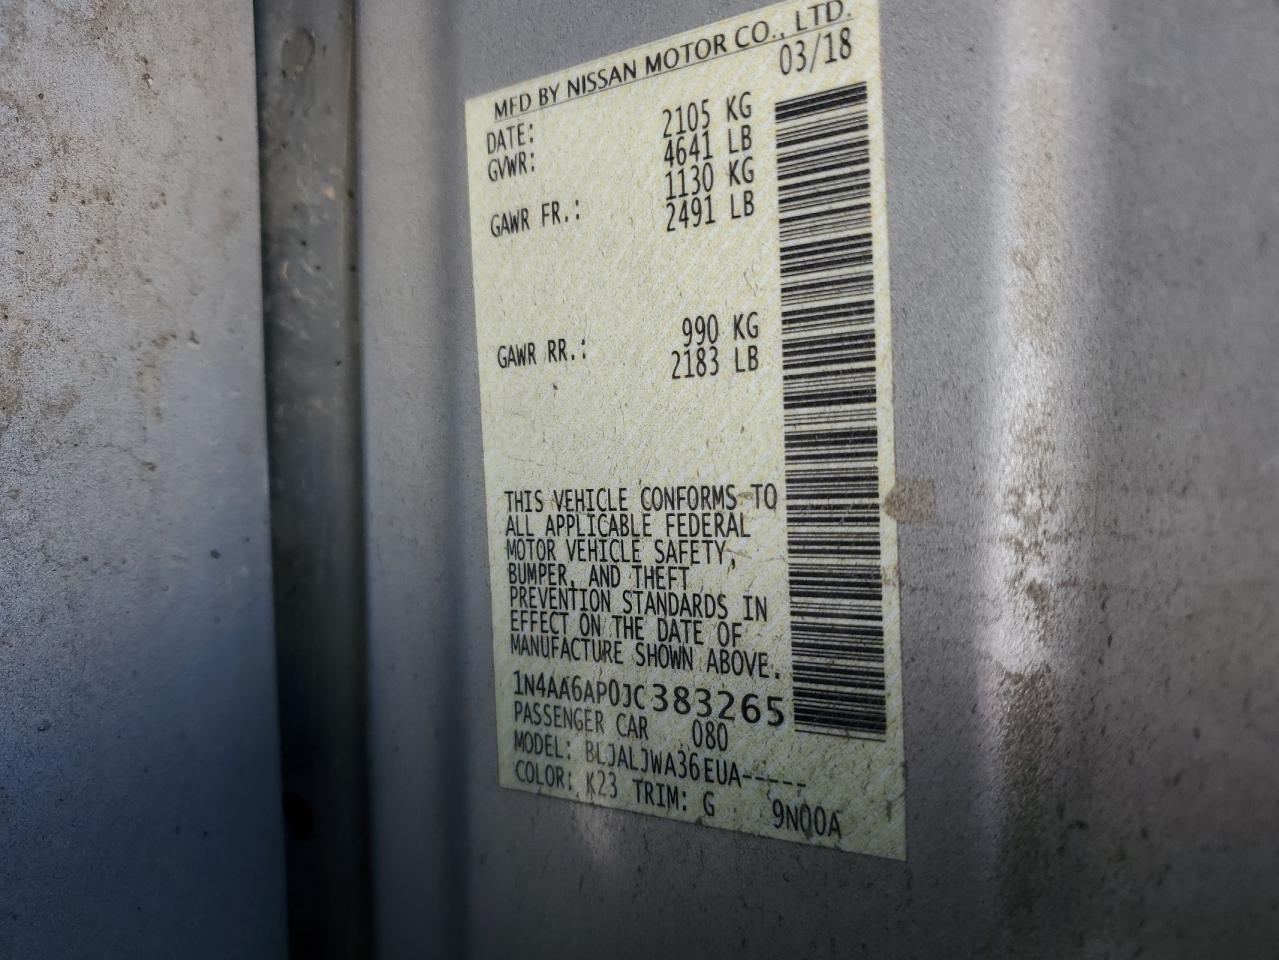 MFD BY NISSAN MOTOR CO., LTD.
DATE: 03/18
GVWR: 2105 KG
4641 LB
GAWR FR.: 1130 KG
2491 LB
GAWR RR.: 990 KG
2183 LB
THIS VEHICLE CONFORMS TO
ALL APPLICABLE FEDERAL
MOTOR VEHICLE SAFETY,
BUMPER, AND THEFT
PREVENTION STANDARDS IN
EFFECT ON THE DATE OF
MANUFACTURE SHOWN ABOVE.
1N4AA6AP0JC383265
PASSENGER CAR 080
MODEL: BLJALJWA36EUA-----
COLOR: K23 TRIM: G 9N00A